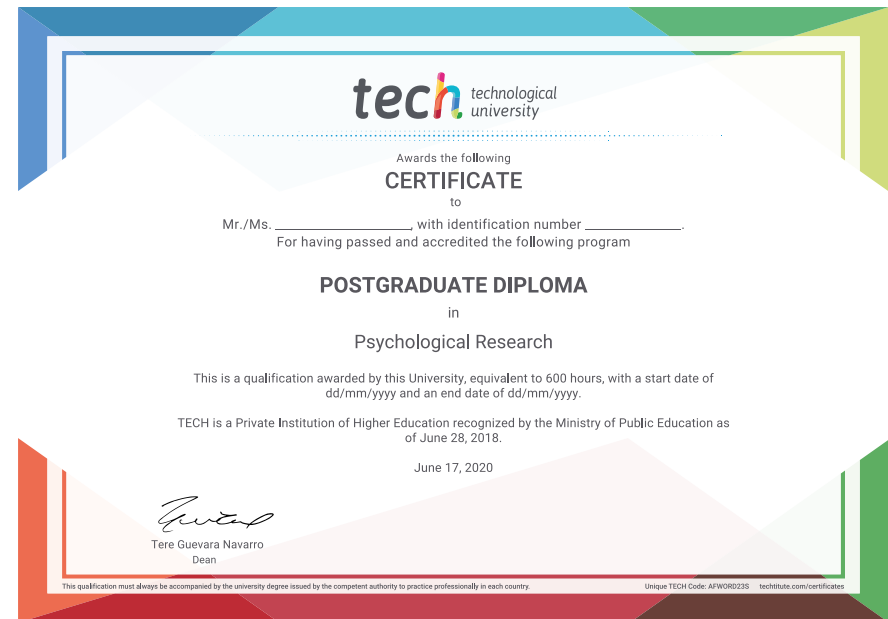 tech technological
university
Awards the following
CERTIFICATE
to
Mr./Ms. ____________________, with identification number ______________.
For having passed and accredited the following program
POSTGRADUATE DIPLOMA
in
Psychological Research
This is a qualification awarded by this University, equivalent to 600 hours, with a start date of
dd/mm/yyyy and an end date of dd/mm/yyyy.
TECH is a Private Institution of Higher Education recognized by the Ministry of Public Education as
of June 28, 2018.
June 17, 2020
Tere Guevara Navarro
Dean
This qualification must always be accompanied by the university degree issued by the competent authority to practice professionally in each country. Unique TECH Code: AFWORD23S techtitute.com/certificates